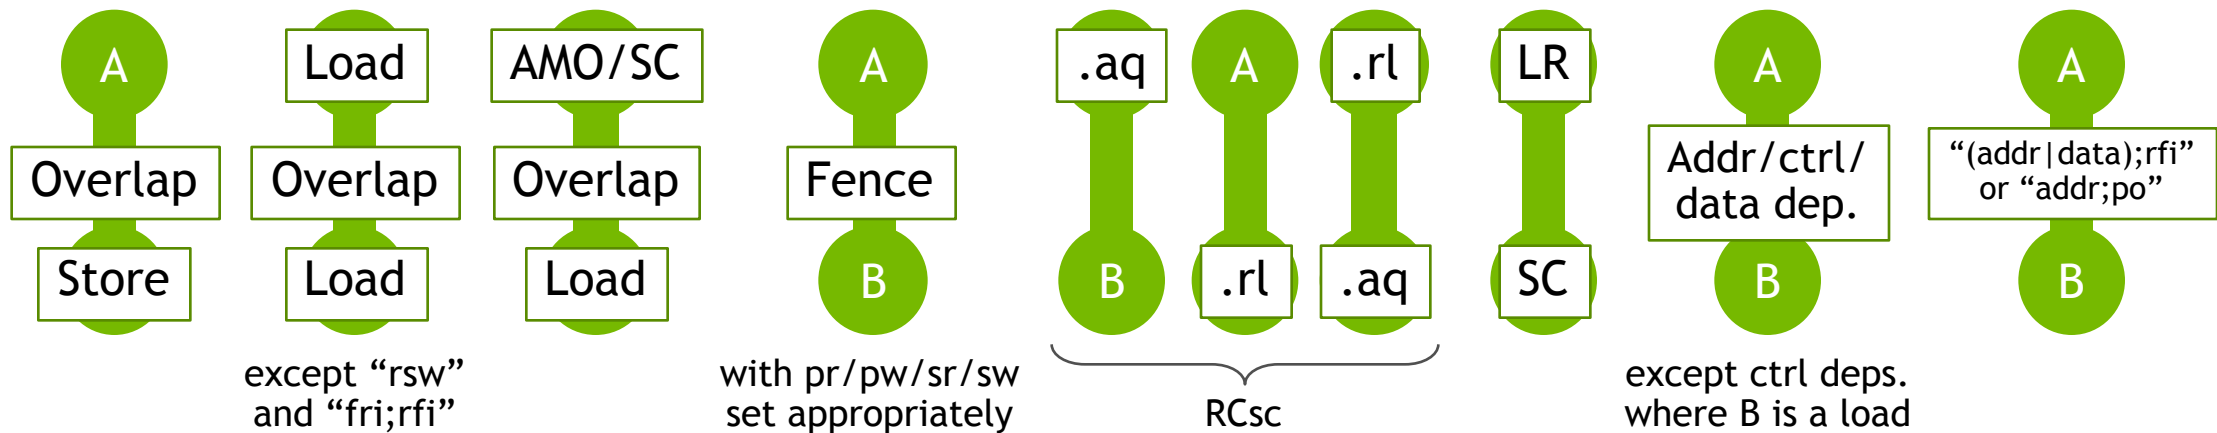 A
Overlap
Store
Load
Overlap
Load
except “rsw”
and “fri;rfi”
AMO/SC
Overlap
Load
A
Fence
B
with pr/pw/sr/sw
set appropriately
.aq
B
A
.rl
.rl
.aq
RCsc
LR
SC
A
Addr/ctrl/
data dep.
B
except ctrl deps.
where B is a load
A
“(addr|data);rfi”
or “addr;po”
B